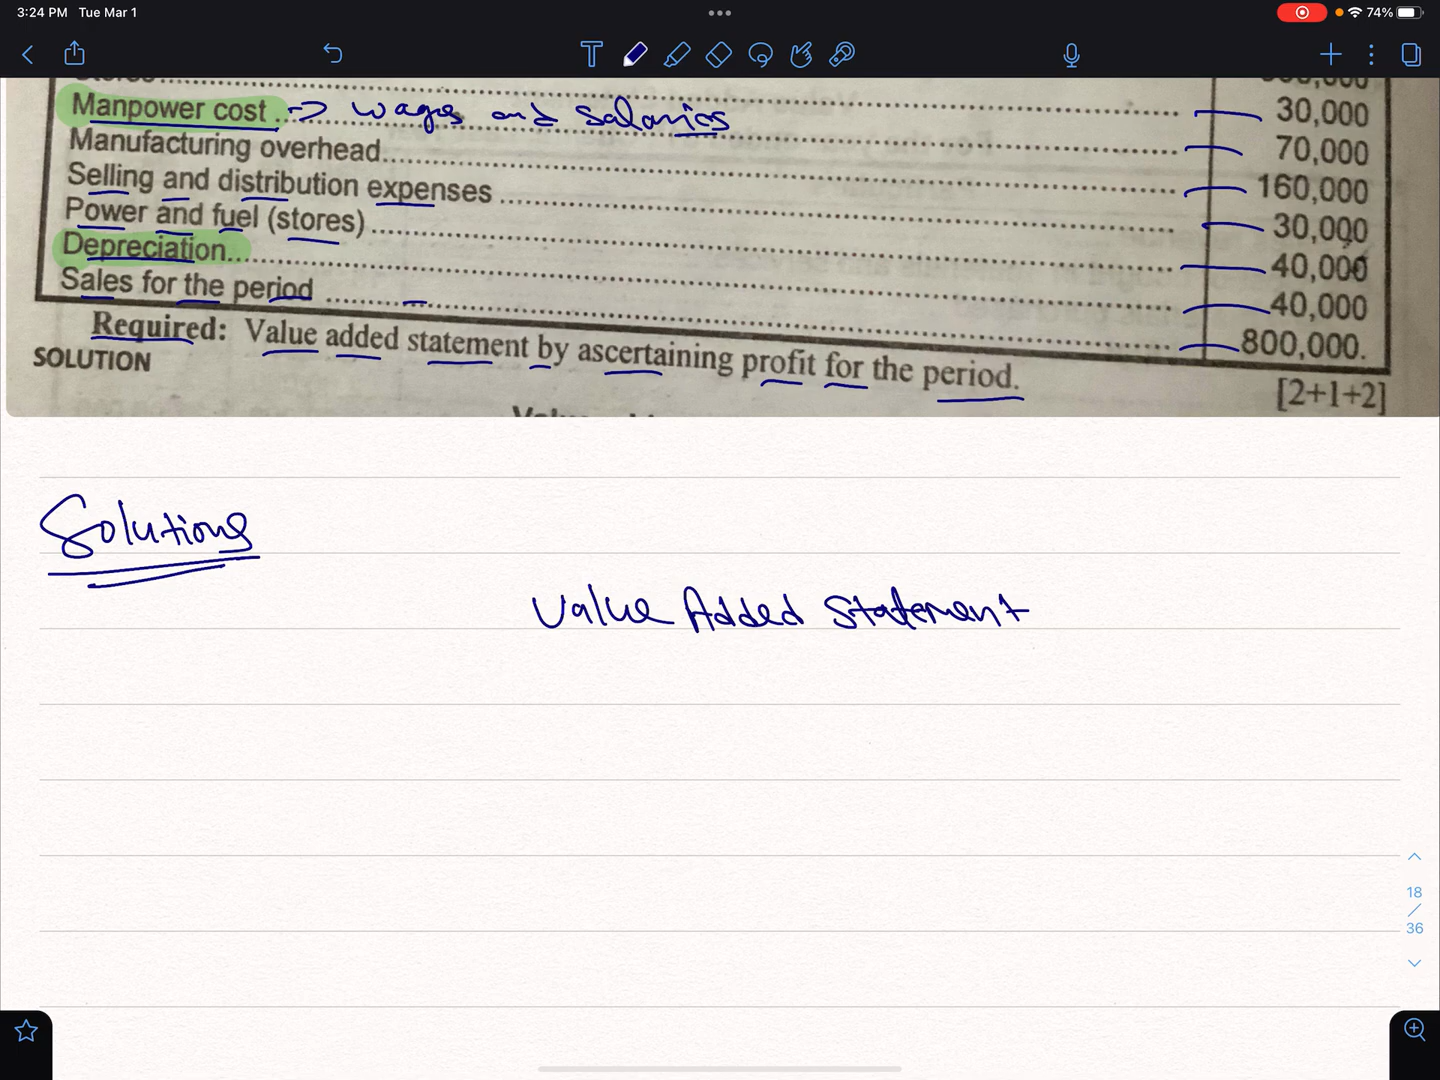 3:24 PM Tue Mar 1
74%
Manpower cost → wages and salaries 30,000
Manufacturing overhead 70,000
Selling and distribution expenses 160,000
Power and fuel (stores) 30,000
Depreciation 40,000
Sales for the period 40,000
800,000.
Required: Value added statement by ascertaining profit for the period.
[2+1+2]
SOLUTION
Solutions
Value Added Statement
18
/
36